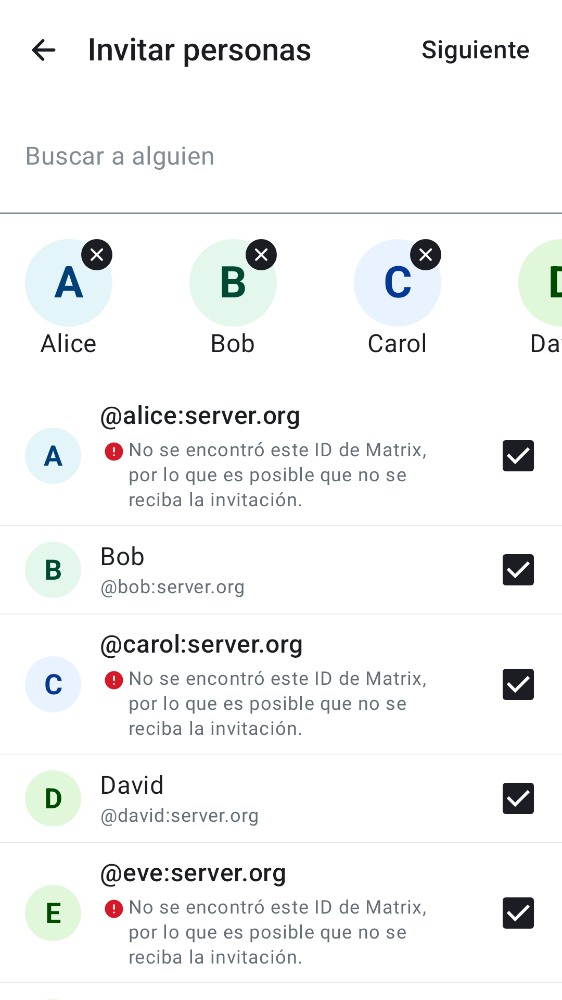 Invitar personas
Siguiente
Buscar a alguien
A
B
C
Alice
Bob
Carol
@alice:server.org
A
No se encontró este ID de Matrix,
por lo que es posible que no se
reciba la invitación.
Bob
B
@bob:server.org
@carol:server.org
C
No se encontró este ID de Matrix,
por lo que es posible que no se
reciba la invitación.
David
D
@david:server.org
@eve:server.org
E
No se encontró este ID de Matrix,
por lo que es posible que no se
reciba la invitación.